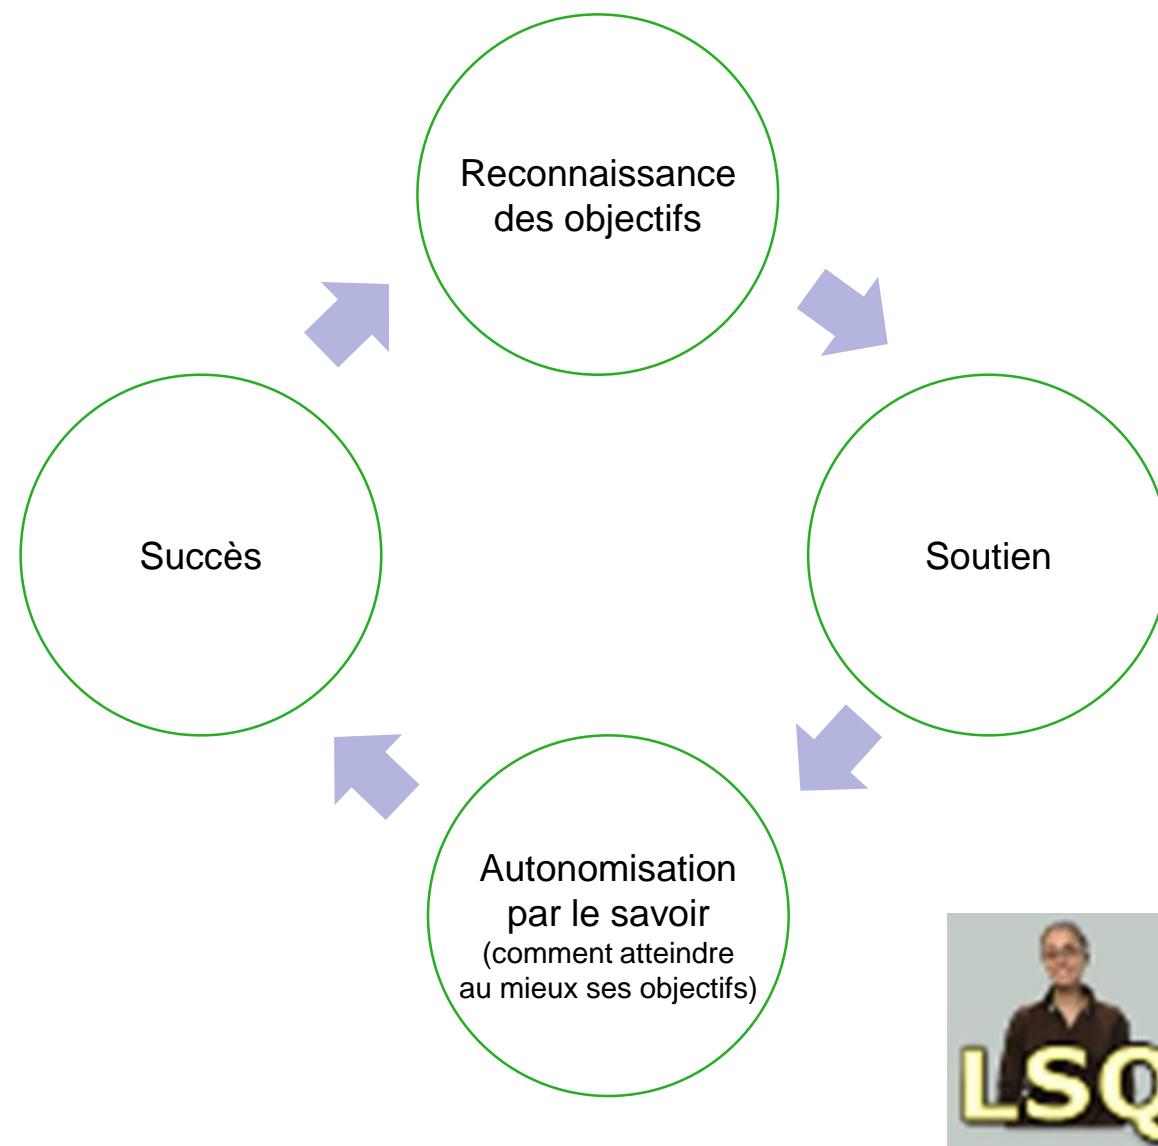 Reconnaissance
des objectifs
Succès
Soutien
Autonomisation
par le savoir
(comment atteindre
au mieux ses objectifs)
LSQ